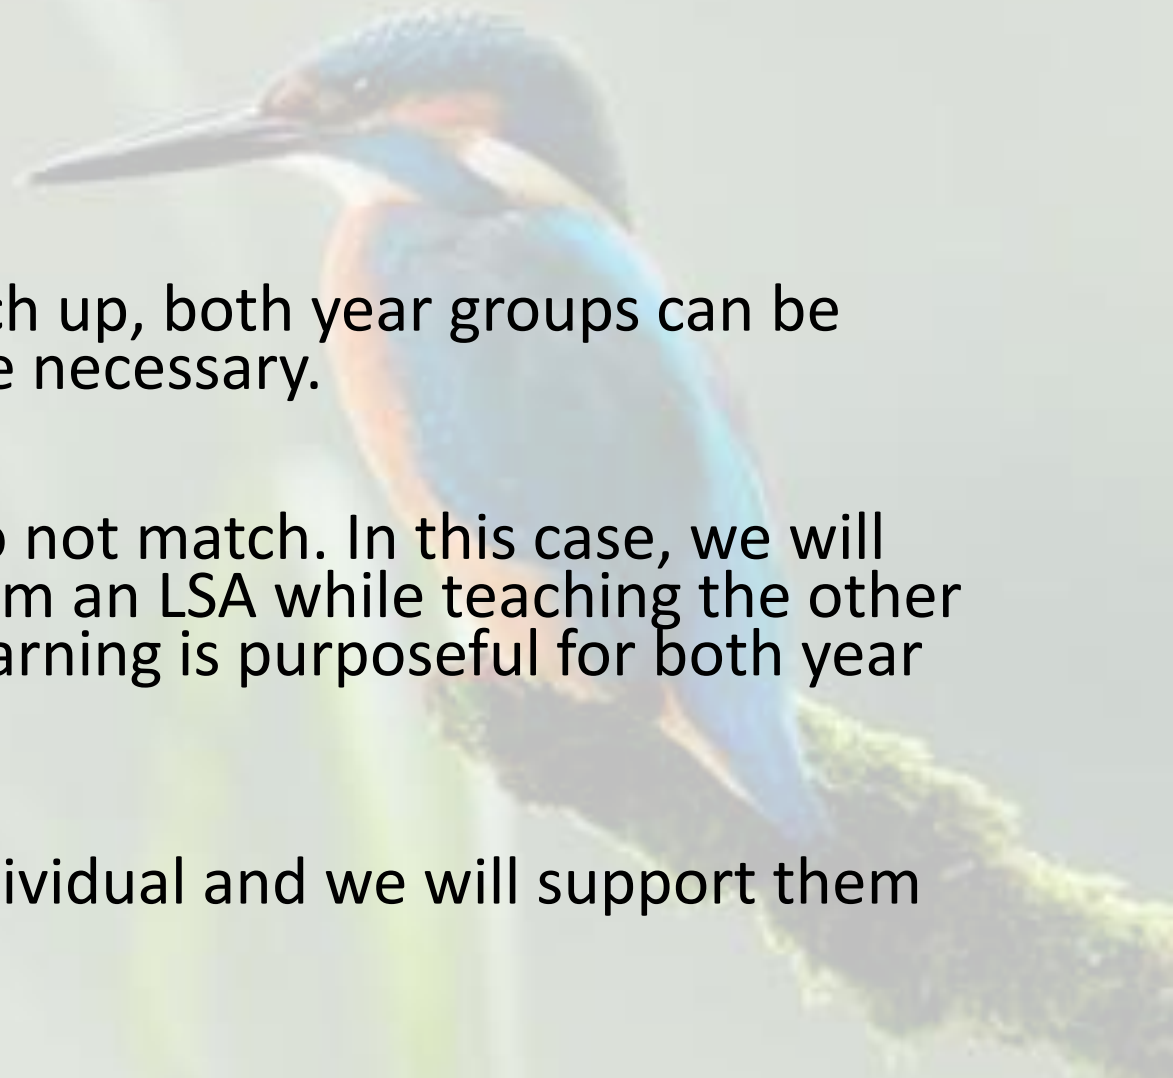 ch up, both year groups can be
e necessary.
o not match. In this case, we will
m an LSA while teaching the other
arning is purposeful for both year
ividual and we will support them